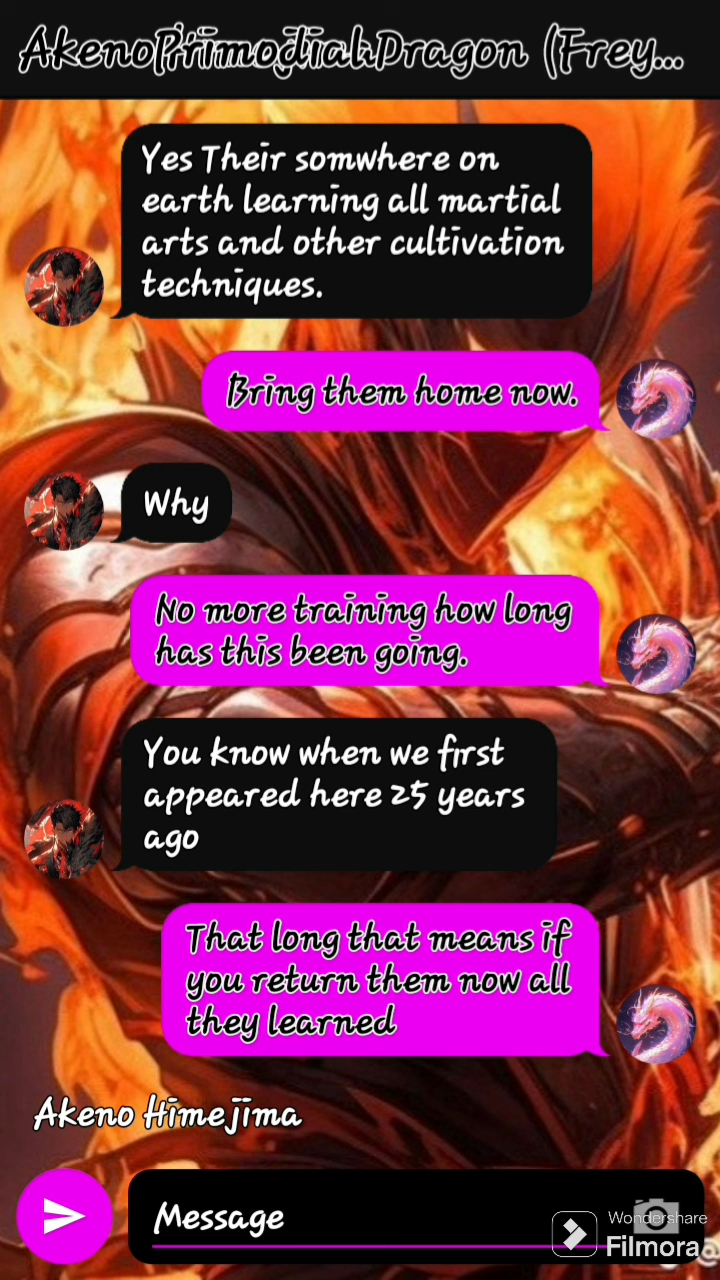 AkenoPrimodialDragon (Frey...
Yes Their somwhere on
earth learning all martial
arts and other cultivation
techniques.
Bring them home now.
Why
No more training how long
has this been going.
You know when we first
appeared here 25 years
ago
That long that means if
you return them now all
they learned
Akeno Himejima
Message
Wondershare
Filmora
@